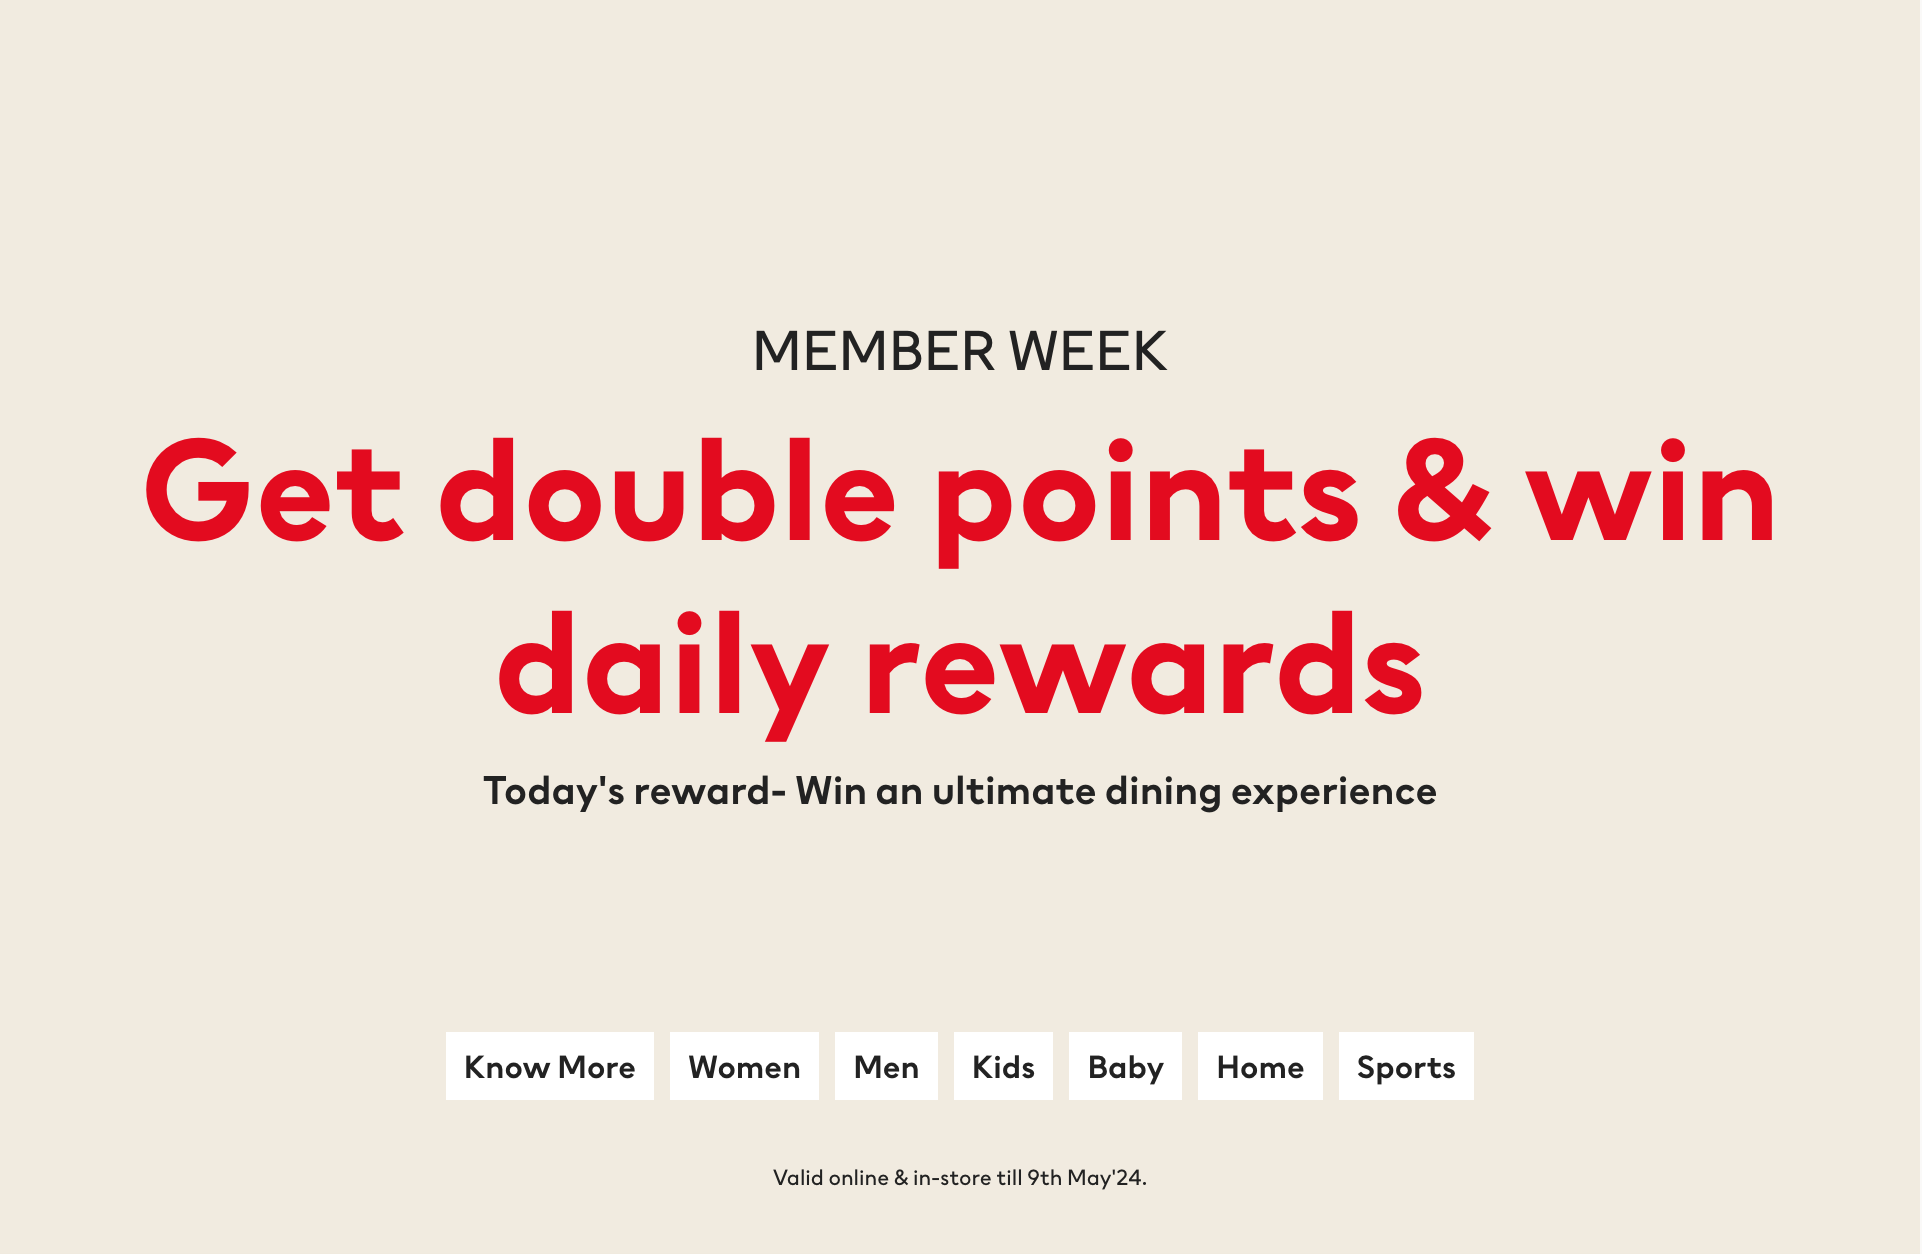 MEMBER WEEK
Get double points & win
daily rewards
Today's reward- Win an ultimate dining experience
Know More Women Men Kids Baby Home Sports
Valid online & in-store till 9th May'24.